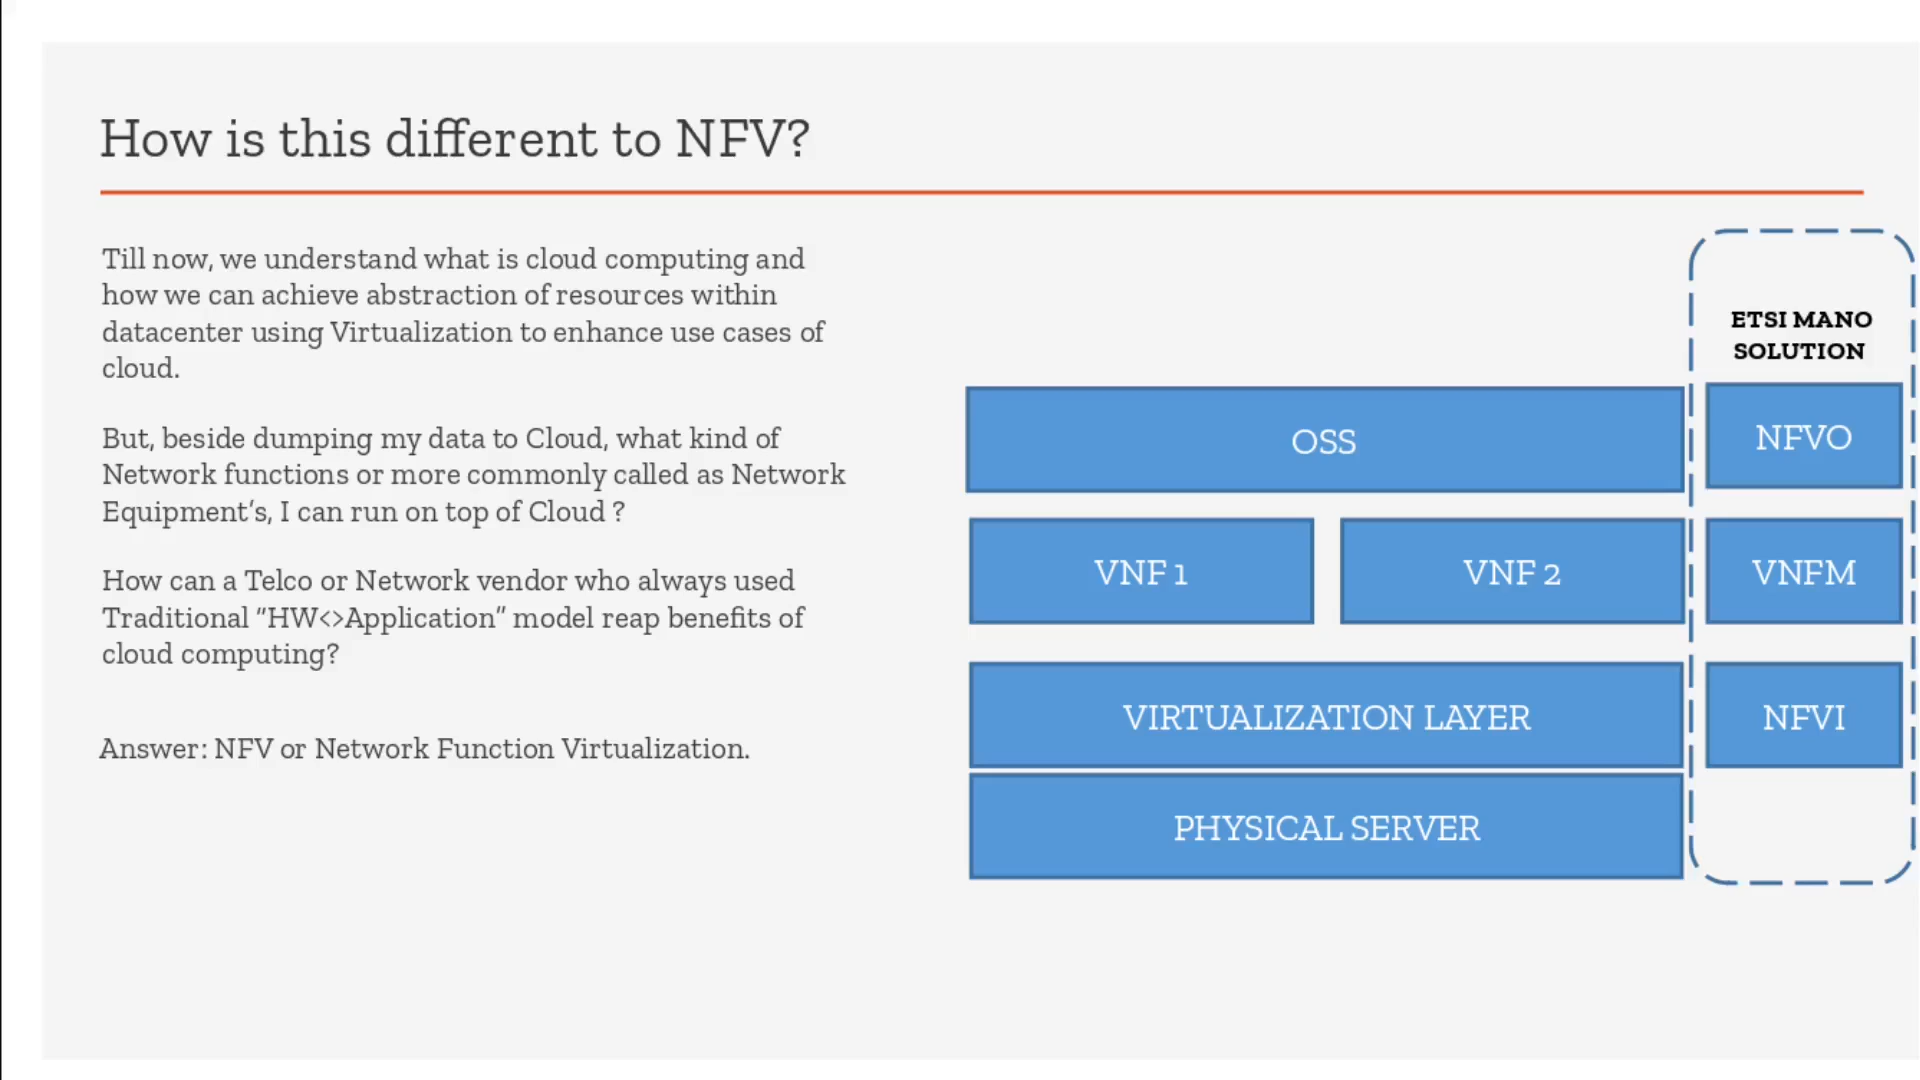 How is this different to NFV?
Till now, we understand what is cloud computing and
how we can achieve abstraction of resources within
datacenter using Virtualization to enhance use cases of
cloud.
But, beside dumping my data to Cloud, what kind of
Network functions or more commonly called as Network
Equipment’s, I can run on top of Cloud ?
How can a Telco or Network vendor who always used
Traditional “HW<>Application” model reap benefits of
cloud computing?
Answer: NFV or Network Function Virtualization.
ETSI MANO
SOLUTION
OSS
NFVO
VNF 1
VNF 2
VNFM
VIRTUALIZATION LAYER
NFVI
PHYSICAL SERVER